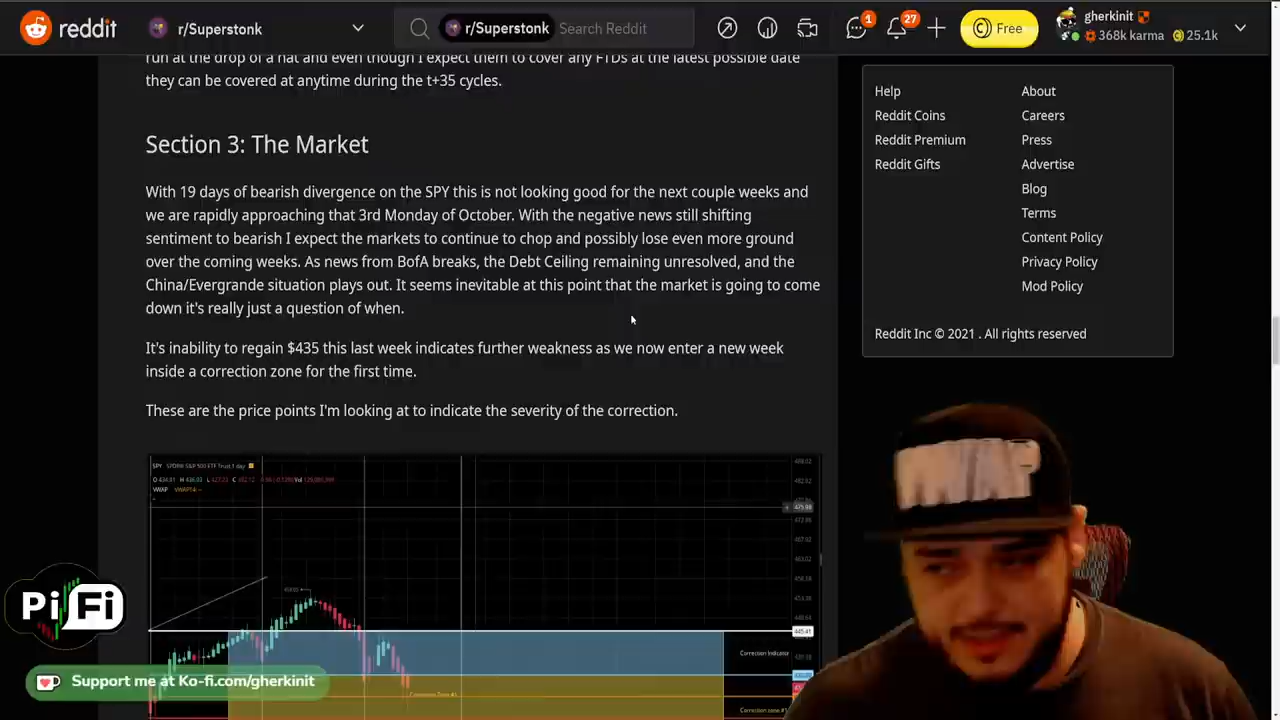 reddit
r/Superstonk
r/Superstonk Search Reddit
1
27
Free
gherkinit
368k karma 25.1k
run at the drop of a hat and even though I expect them to cover any FTDs at the latest possible date
they can be covered at anytime during the t+35 cycles.
Section 3: The Market
With 19 days of bearish divergence on the SPY this is not looking good for the next couple weeks and
we are rapidly approaching that 3rd Monday of October. With the negative news still shifting
sentiment to bearish I expect the markets to continue to chop and possibly lose even more ground
over the coming weeks. As news from BofA breaks, the Debt Ceiling remaining unresolved, and the
China/Evergrande situation plays out. It seems inevitable at this point that the market is going to come
down it's really just a question of when.
It's inability to regain $435 this last week indicates further weakness as we now enter a new week
inside a correction zone for the first time.
These are the price points I'm looking at to indicate the severity of the correction.
Help
About
Reddit Coins
Careers
Reddit Premium
Press
Reddit Gifts
Advertise
Blog
Terms
Content Policy
Privacy Policy
Mod Policy
Reddit Inc © 2021 . All rights reserved
SPY
VWAP
445.41
Correction Indicator
Correction zone #1
PiFi
Support me at Ko-fi.com/gherkinit